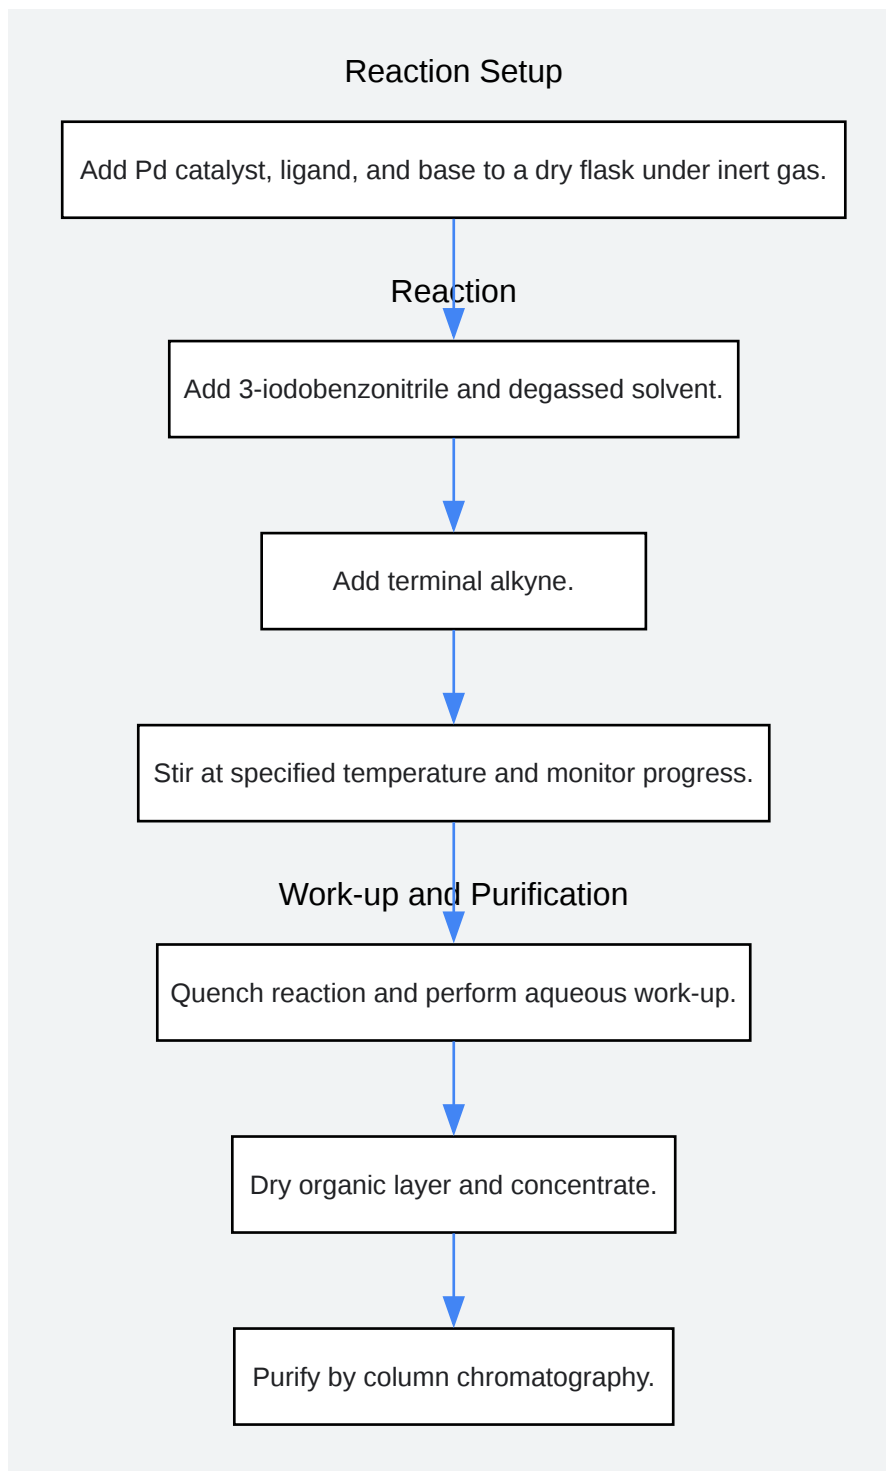 Reaction Setup
Add Pd catalyst, ligand, and base to a dry flask under inert gas.
Reaction
Add 3-iodobenzonitrile and degassed solvent.
Add terminal alkyne.
Stir at specified temperature and monitor progress.
Work-up and Purification
Quench reaction and perform aqueous work-up.
Dry organic layer and concentrate.
Purify by column chromatography.